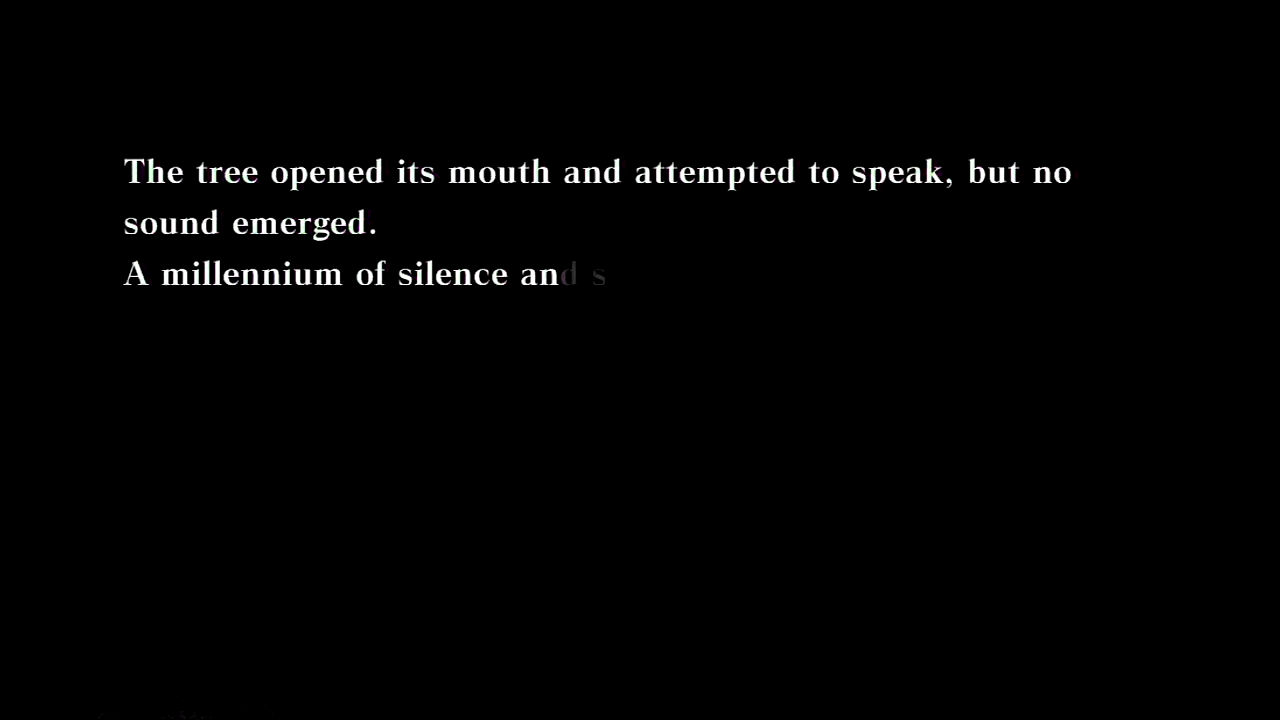 The tree opened its mouth and attempted to speak, but no
sound emerged.
A millennium of silence and s